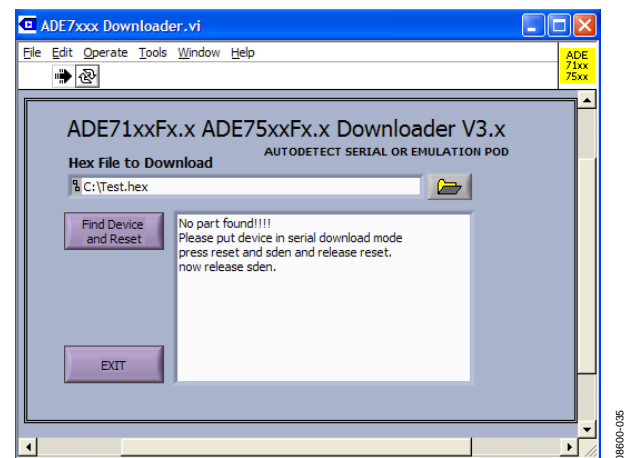 ADE7xxx Downloader.vi
File Edit Operate Tools Window Help
ADE
71xx
75xx
ADE71xxFx.x ADE75xxFx.x Downloader V3.x
AUTODETECT SERIAL OR EMULATION POD
Hex File to Download
C:\Test.hex
Find Device
and Reset
No part found!!!!
Please put device in serial download mode
press reset and sden and release reset.
now release sden.
EXIT
08600-035